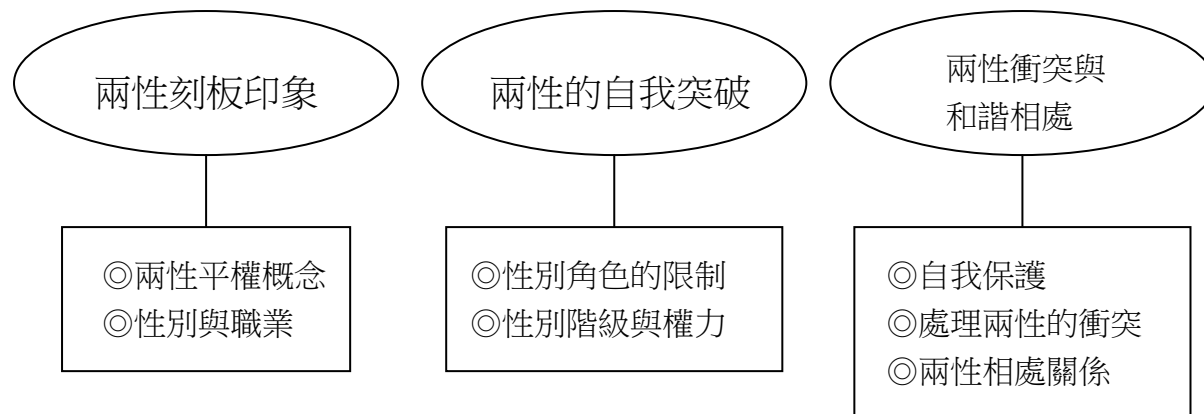 兩性刻板印象
◎兩性平權概念
◎性別與職業
兩性的自我突破
◎性別角色的限制
◎性別階級與權力
兩性衝突與
和諧相處
◎自我保護
◎處理兩性的衝突
◎兩性相處關係